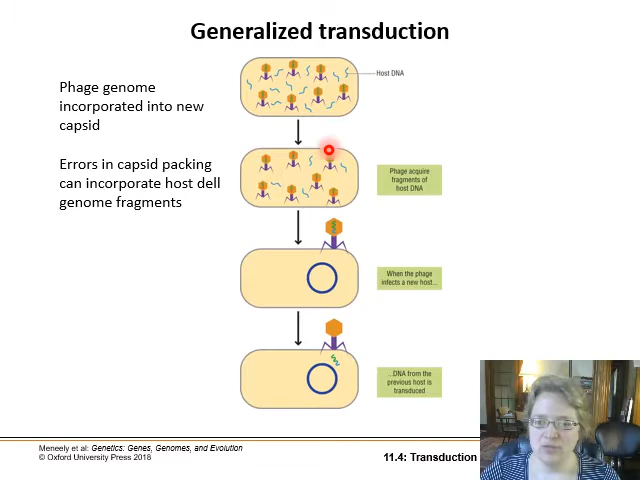 Generalized transduction
Phage genome
incorporated into new
capsid
Errors in capsid packing
can incorporate host dell
genome fragments
Host DNA
Phage acquire
fragments of
host DNA
When the phage
infects a new host...
...DNA from the
previous host is
transduced
Meneely et al: Genetics: Genes, Genomes, and Evolution
© Oxford University Press 2018
11.4: Transduction